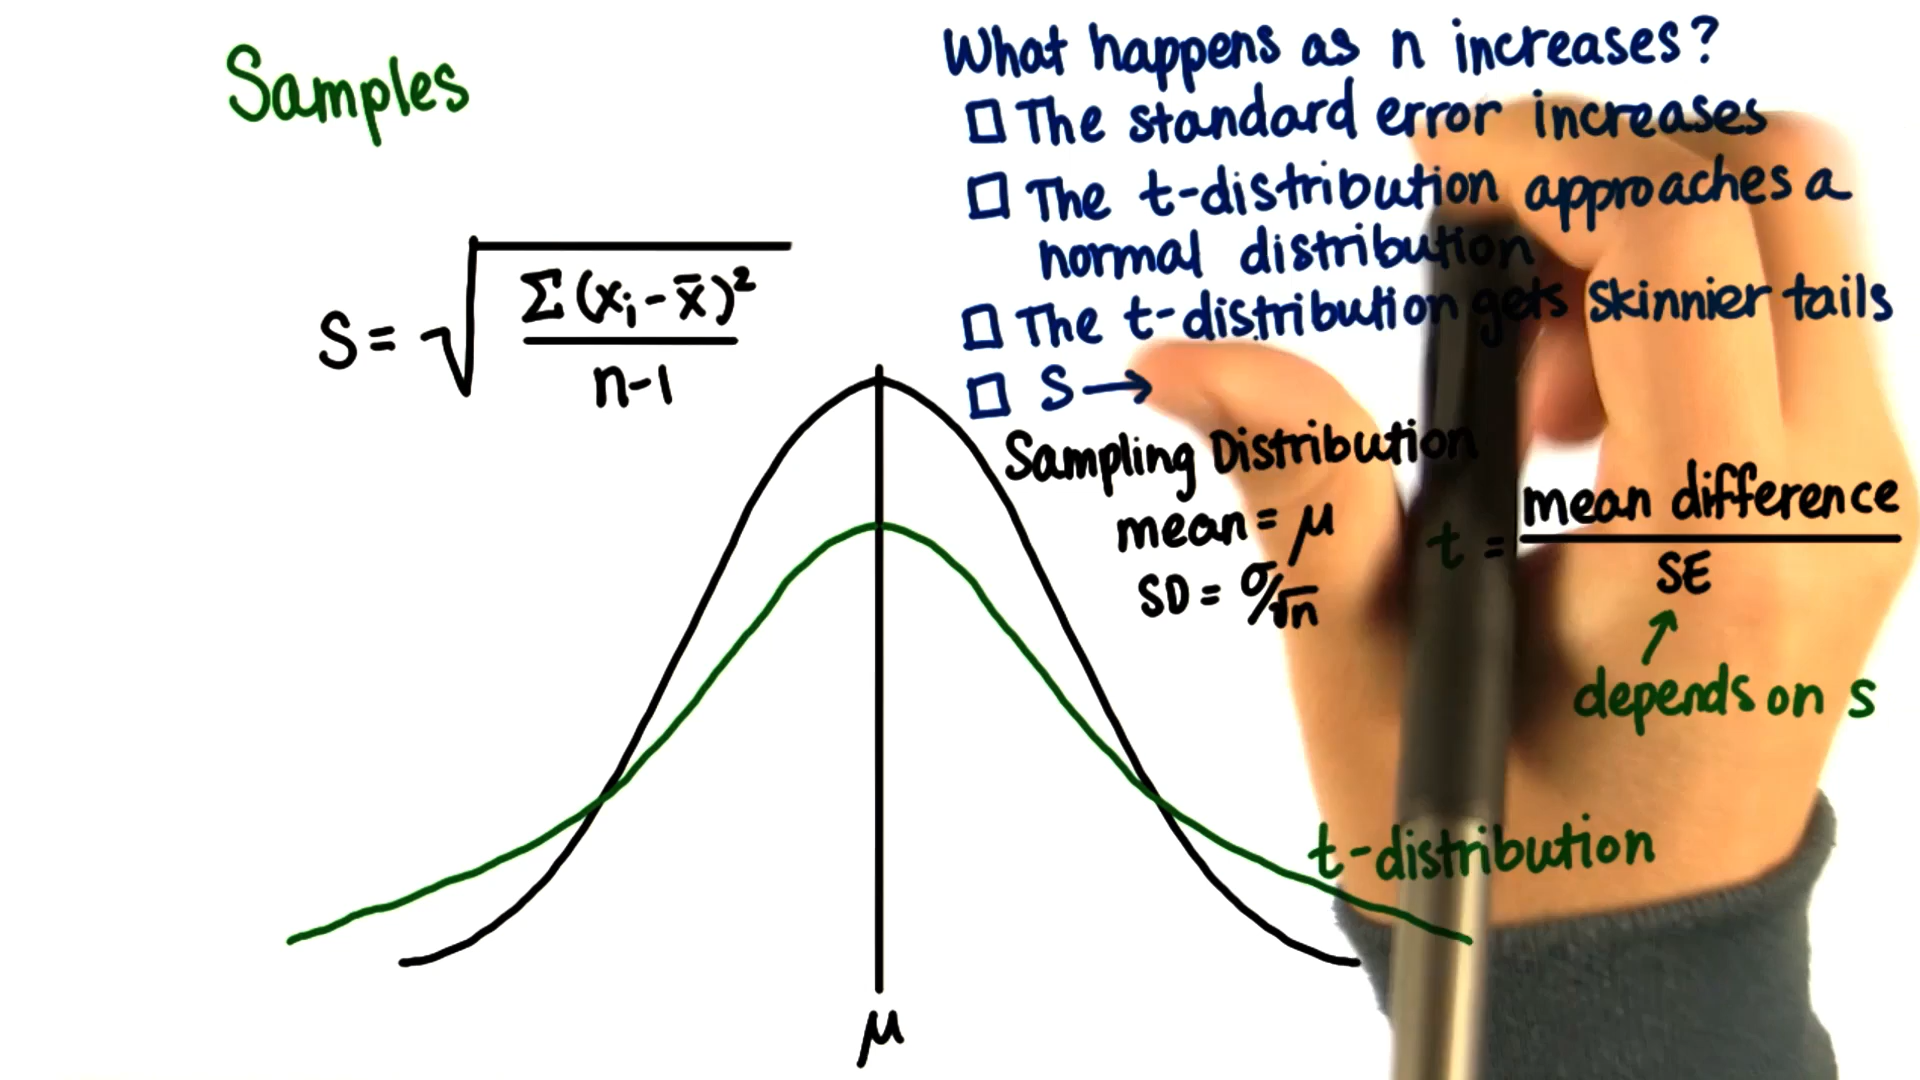 Samples
What happens as n increases?
□ The standard error increases
□ The t-distribution approaches a
normal distribution
□ The t-distribution gets skinnier tails
□ S→
S = √ Σ(xᵢ - x̄)²
n-1
Sampling Distribution
mean = μ
SD = σ/√n
t = mean difference
SE
depends on s
t-distribution
μ